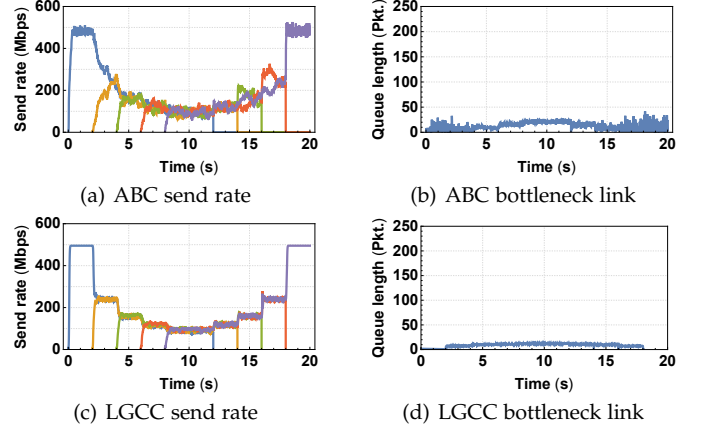 600
400
200
0
Send rate (Mbps)
0 5 10 15 20
Time (s)
(a) ABC send rate
250
200
150
100
50
0
Queue length (Pkt.)
0 5 10 15 20
Time (s)
(b) ABC bottleneck link
600
400
200
0
Send rate (Mbps)
0 5 10 15 20
Time (s)
(c) LGCC send rate
250
200
150
100
50
0
Queue length (Pkt.)
0 5 10 15 20
Time (s)
(d) LGCC bottleneck link